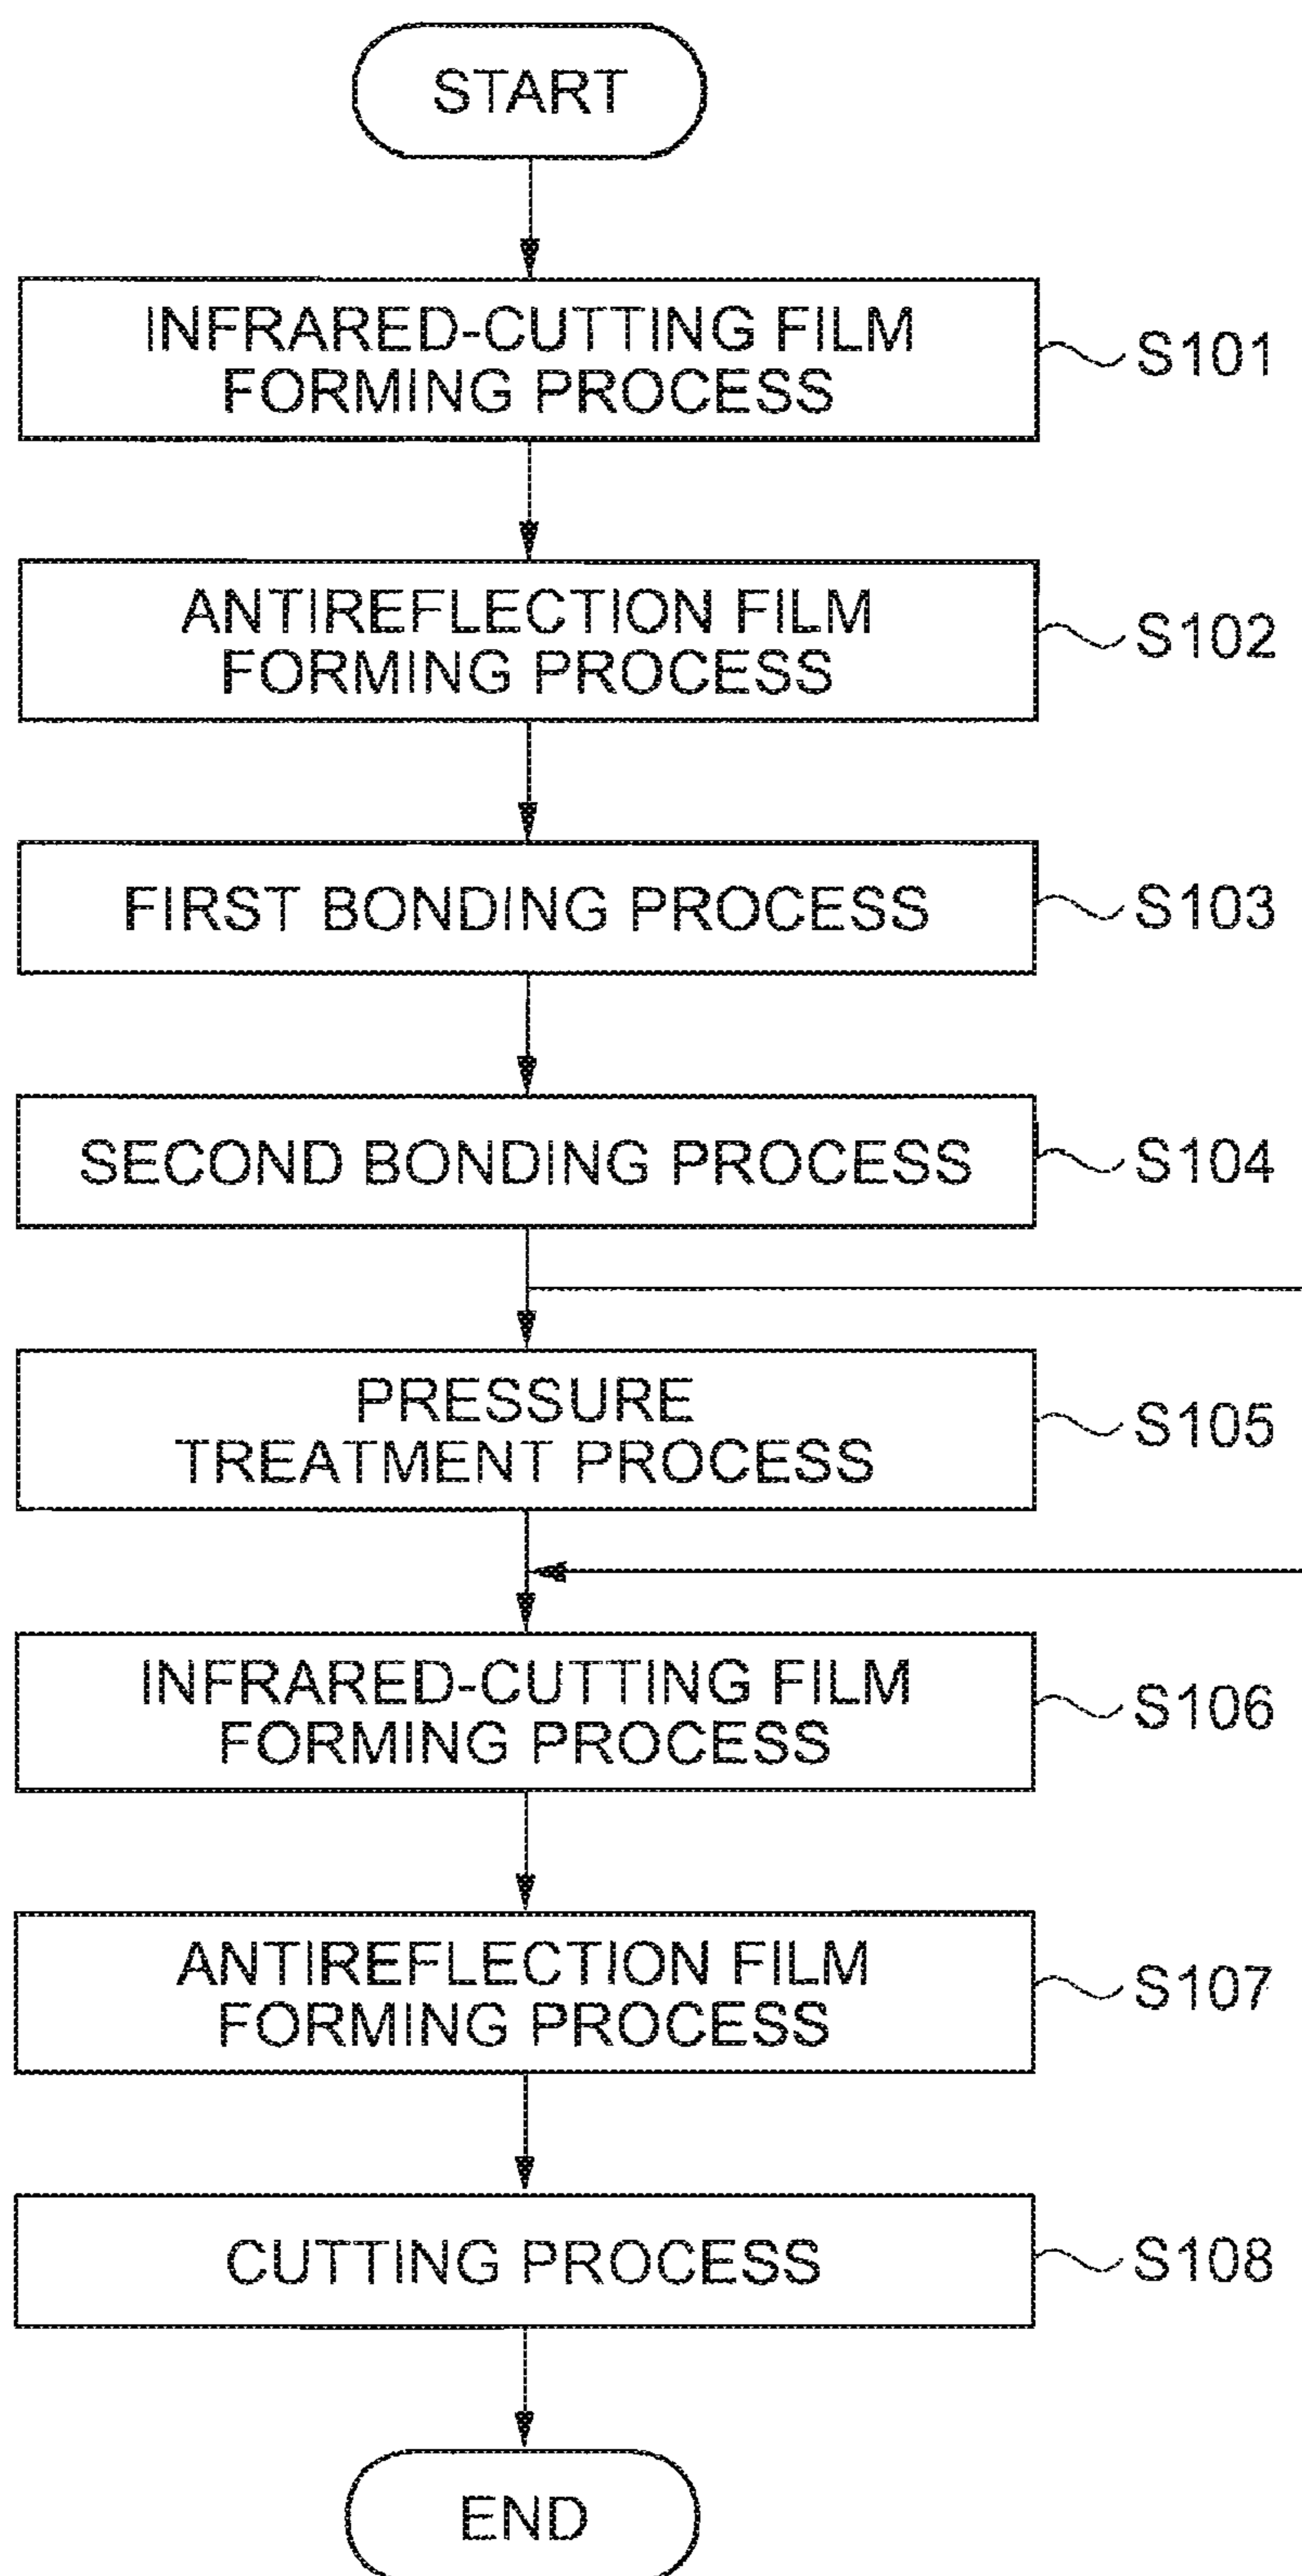 START
INFRARED-CUTTING FILM
FORMING PROCESS
S101
ANTIREFLECTION FILM
FORMING PROCESS
S102
FIRST BONDING PROCESS
S103
SECOND BONDING PROCESS
S104
PRESSURE
TREATMENT PROCESS
S105
INFRARED-CUTTING FILM
FORMING PROCESS
S106
ANTIREFLECTION FILM
FORMING PROCESS
S107
CUTTING PROCESS
S108
END